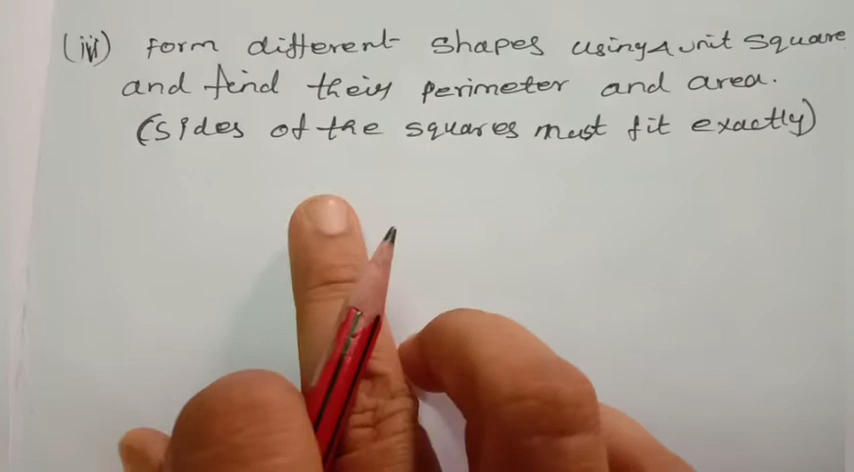 (iv) Form different shapes using 4 unit square
and find their perimeter and area.
(sides of the squares must fit exactly)